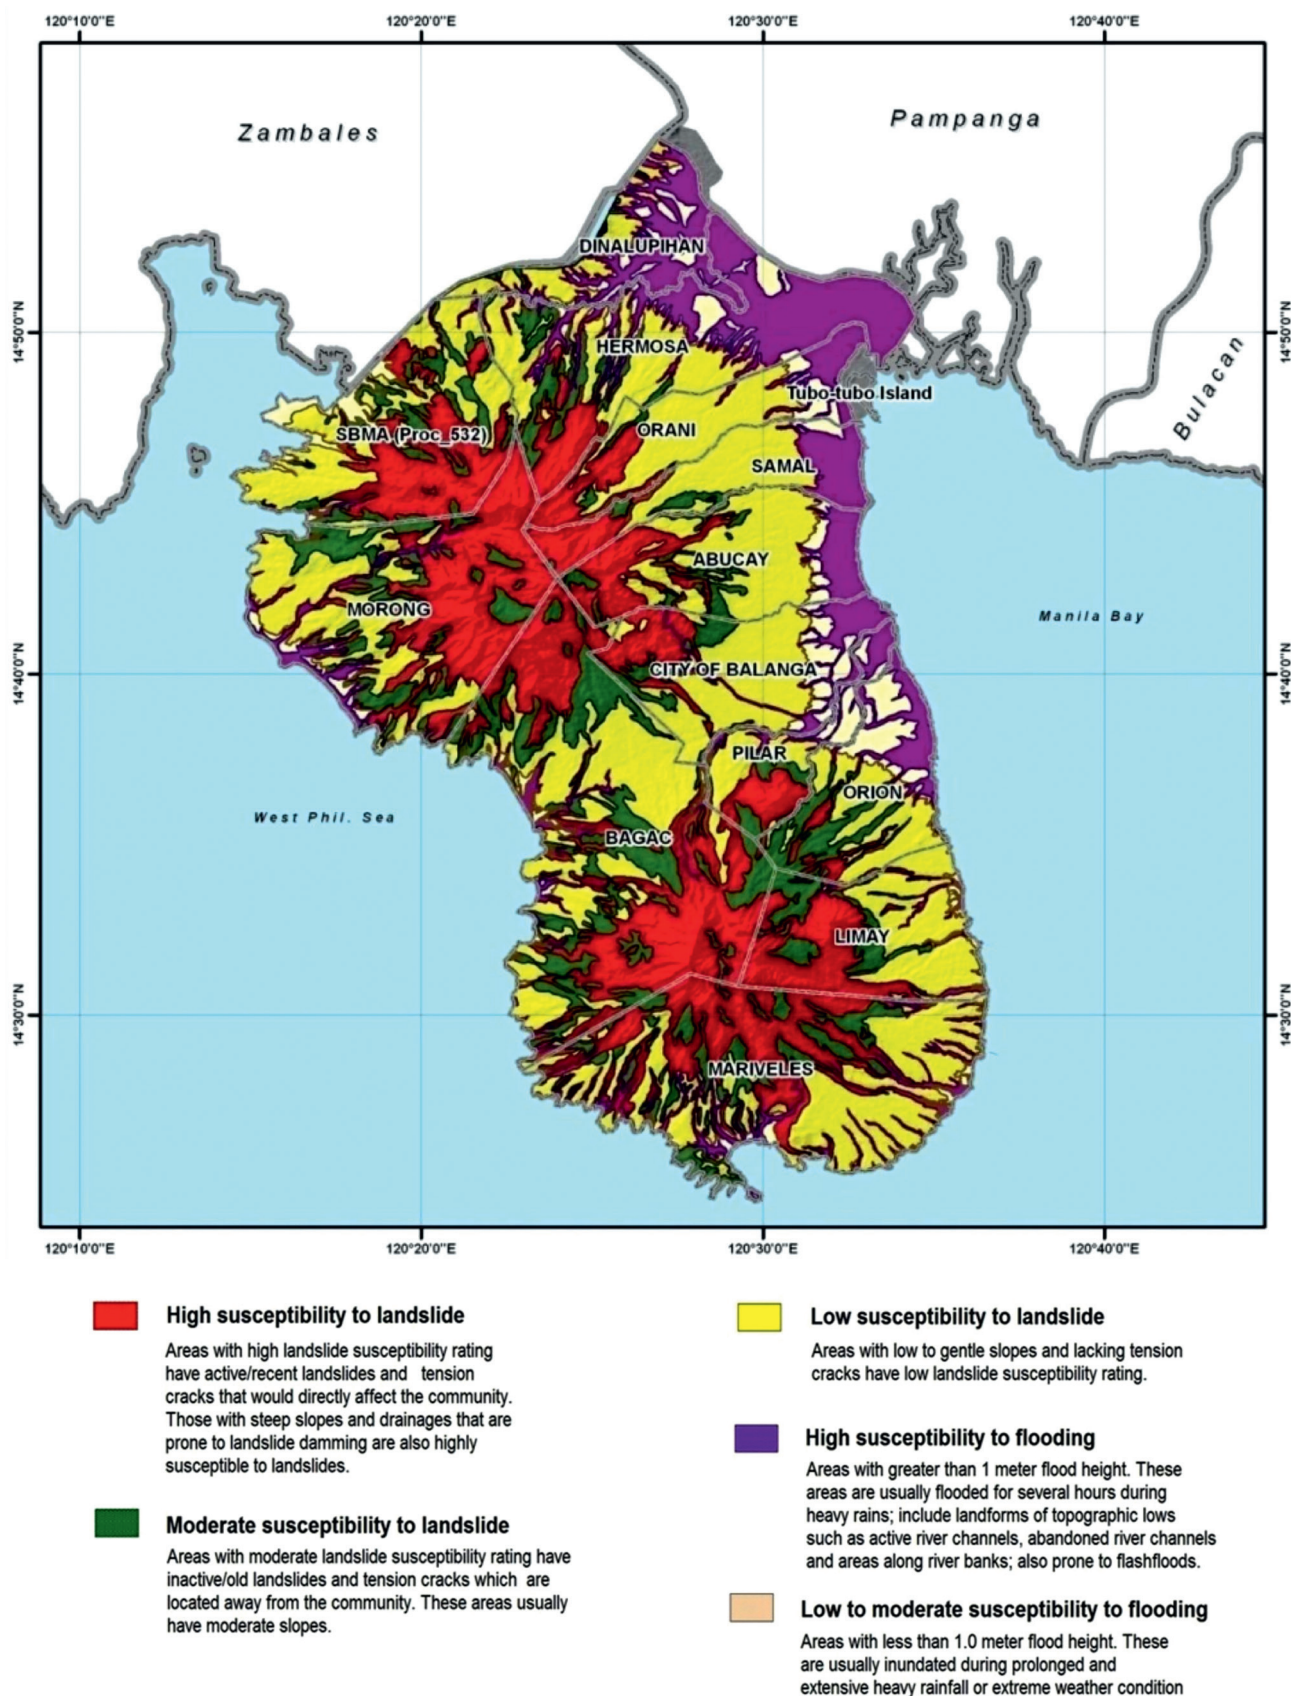 120°10'0"E 120°20'0"E 120°30'0"E 120°40'0"E
Zambales
Pampanga
Bulacan
DINALUPIHAN
14°50'0"N 14°50'0"N
HERMOSA
Tubo-tubo Island
SBMA (Proc_532)
ORANI
SAMAL
ABUCAY
MORONG
Manila Bay
CITY OF BALANGA
14°40'0"N 14°40'0"N
PILAR
ORION
West Phil. Sea
BAGAC
LIMAY
14°30'0"N 14°30'0"N
MARIVELES
120°10'0"E 120°20'0"E 120°30'0"E 120°40'0"E
High susceptibility to landslide
Areas with high landslide susceptibility rating
have active/recent landslides and tension
cracks that would directly affect the community.
Those with steep slopes and drainages that are
prone to landslide damming are also highly
susceptible to landslides.
Moderate susceptibility to landslide
Areas with moderate landslide susceptibility rating have
inactive/old landslides and tension cracks which are
located away from the community. These areas usually
have moderate slopes.
Low susceptibility to landslide
Areas with low to gentle slopes and lacking tension
cracks have low landslide susceptibility rating.
High susceptibility to flooding
Areas with greater than 1 meter flood height. These
areas are usually flooded for several hours during
heavy rains; include landforms of topographic lows
such as active river channels, abandoned river channels
and areas along river banks; also prone to flashfloods.
Low to moderate susceptibility to flooding
Areas with less than 1.0 meter flood height. These
are usually inundated during prolonged and
extensive heavy rainfall or extreme weather condition